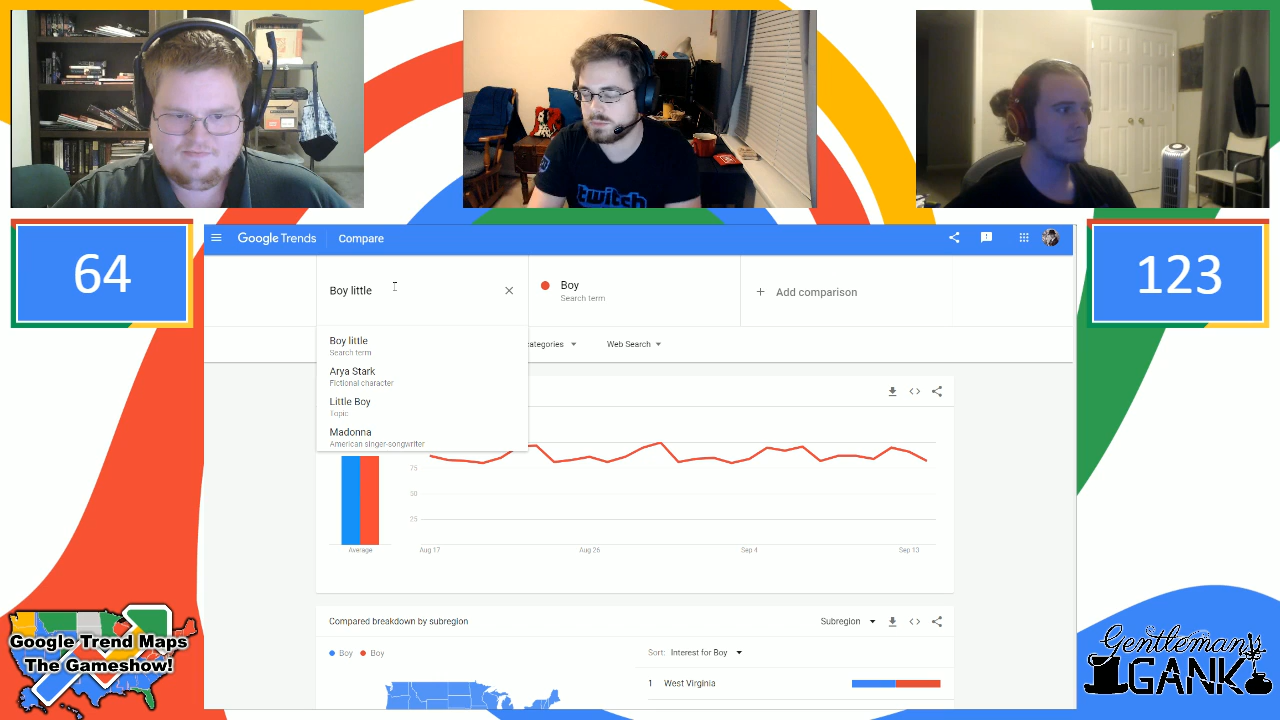 twitch
64
123
Google Trends Compare
Boy little
Boy
Search term
+ Add comparison
Boy little
Search term
Arya Stark
Fictional character
Little Boy
Topic
Madonna
American singer-songwriter
categories
Web Search
75
50
25
Average
Aug 17
Aug 26
Sep 4
Sep 13
Compared breakdown by subregion
Subregion
Boy
Boy
Sort: Interest for Boy
1 West Virginia
Google Trend Maps
The Gameshow!
Gentleman's
GANK